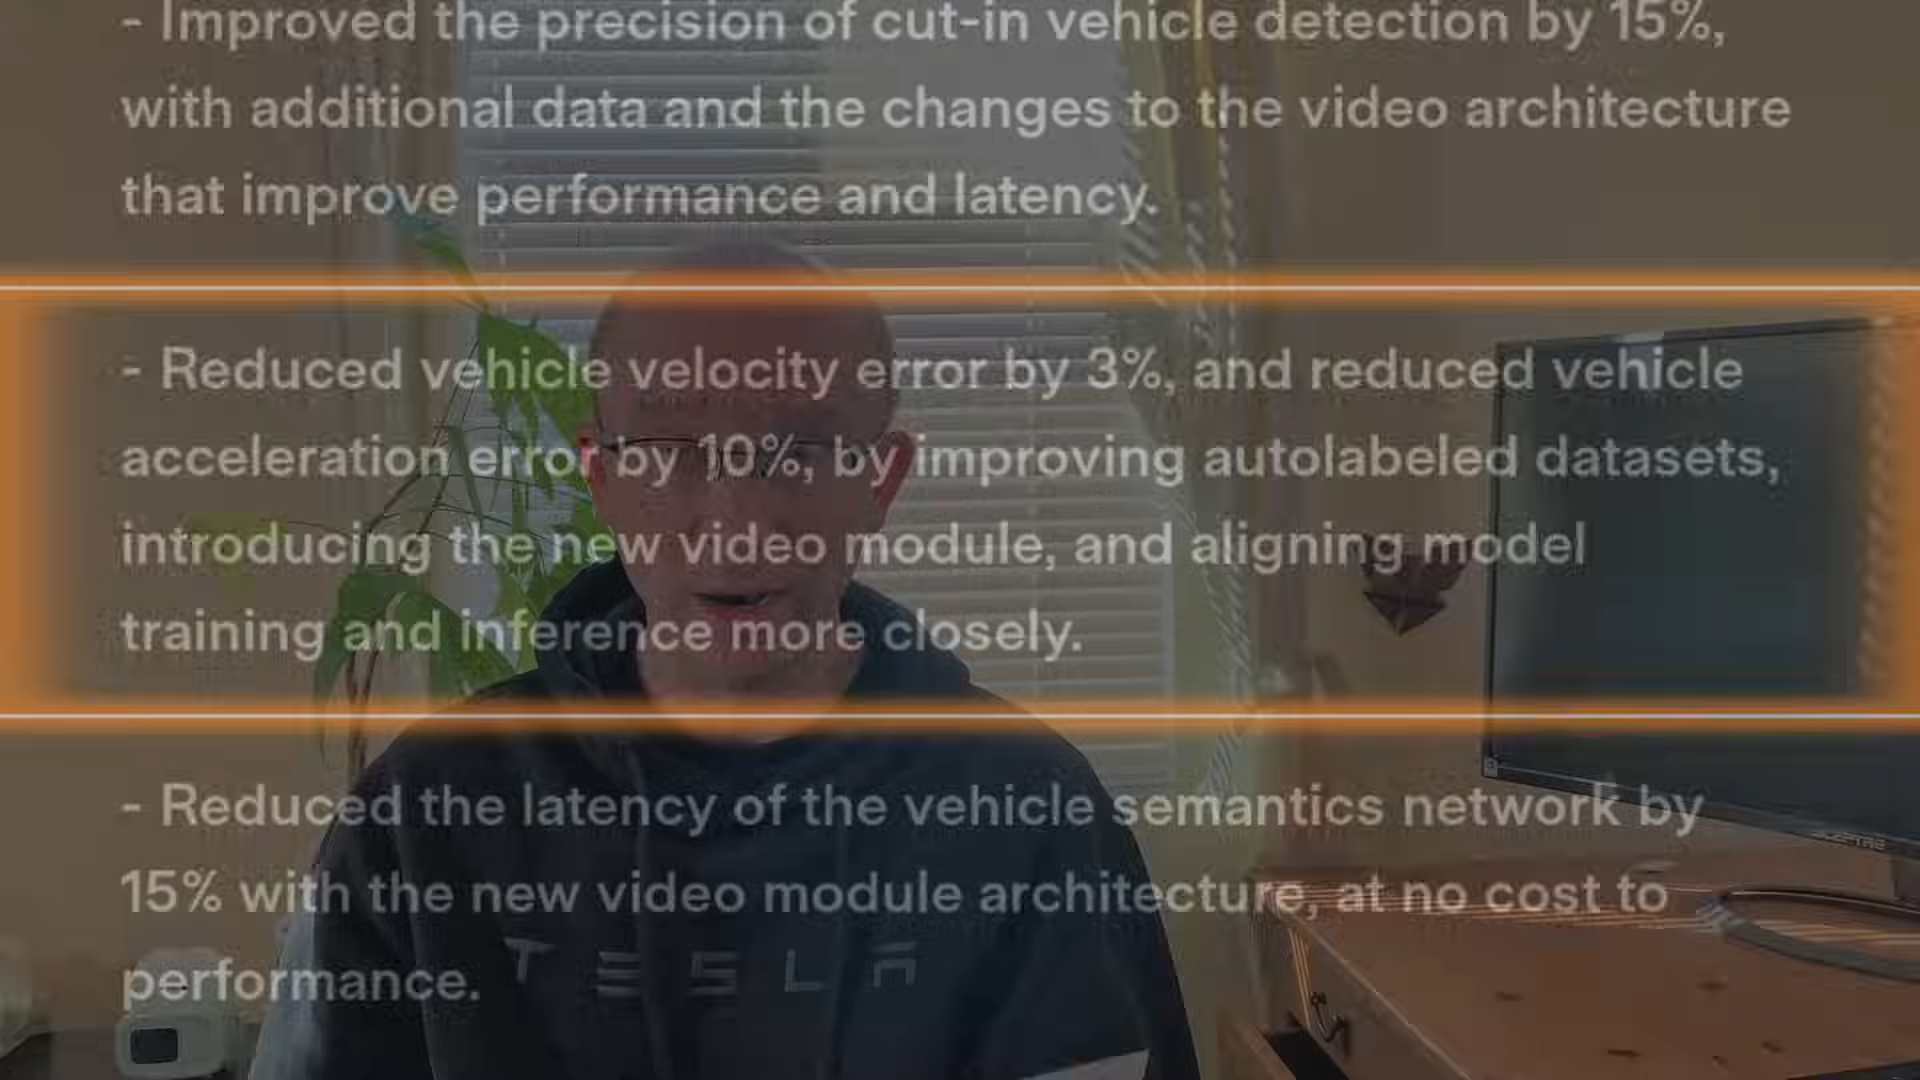 - Improved the precision of cut-in vehicle detection by 15%,
with additional data and the changes to the video architecture
that improve performance and latency.
- Reduced vehicle velocity error by 3%, and reduced vehicle
acceleration error by 10%, by improving autolabeled datasets,
introducing the new video module, and aligning model
training and inference more closely.
- Reduced the latency of the vehicle semantics network by
15% with the new video module architecture, at no cost to
performance.
TESLA
SCEPTRE